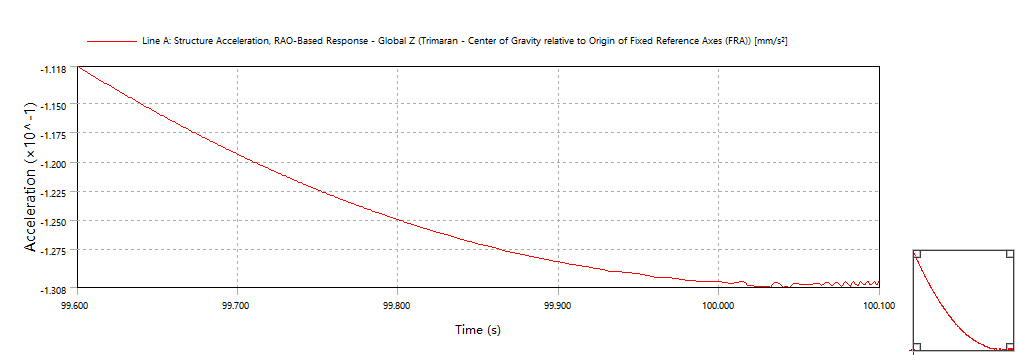 Line A: Structure Acceleration, RAO-Based Response - Global Z (Trimaran - Center of Gravity relative to Origin of Fixed Reference Axes (FRA)) [mm/s²]
Acceleration (×10^-1)
-1.118
-1.150
-1.175
-1.200
-1.225
-1.250
-1.275
-1.308
99.600 99.700 99.800 99.900 100.000 100.100
Time (s)